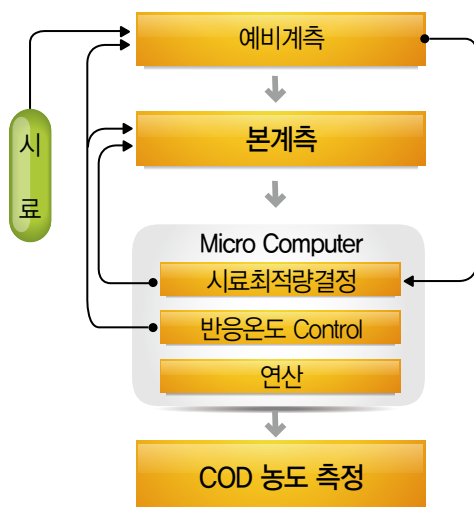 예비계측
시
료
본계측
Micro Computer
시료최적량결정
반응온도 Control
연산
COD 농도 측정